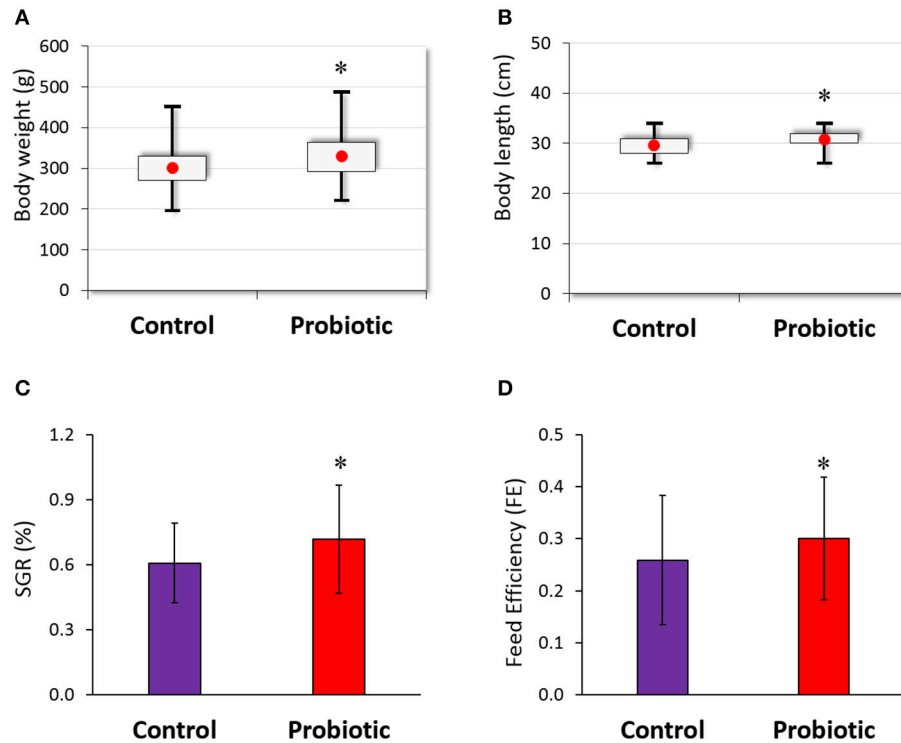 A
Body weight (g)
600
500
400
300
200
100
0
*
Control Probiotic
B
Body length (cm)
50
40
30
20
10
0
*
Control Probiotic
C
SGR (%)
1.2
0.9
0.6
0.3
0.0
*
Control Probiotic
D
Feed Efficiency (FE)
0.5
0.4
0.3
0.2
0.1
0.0
*
Control Probiotic